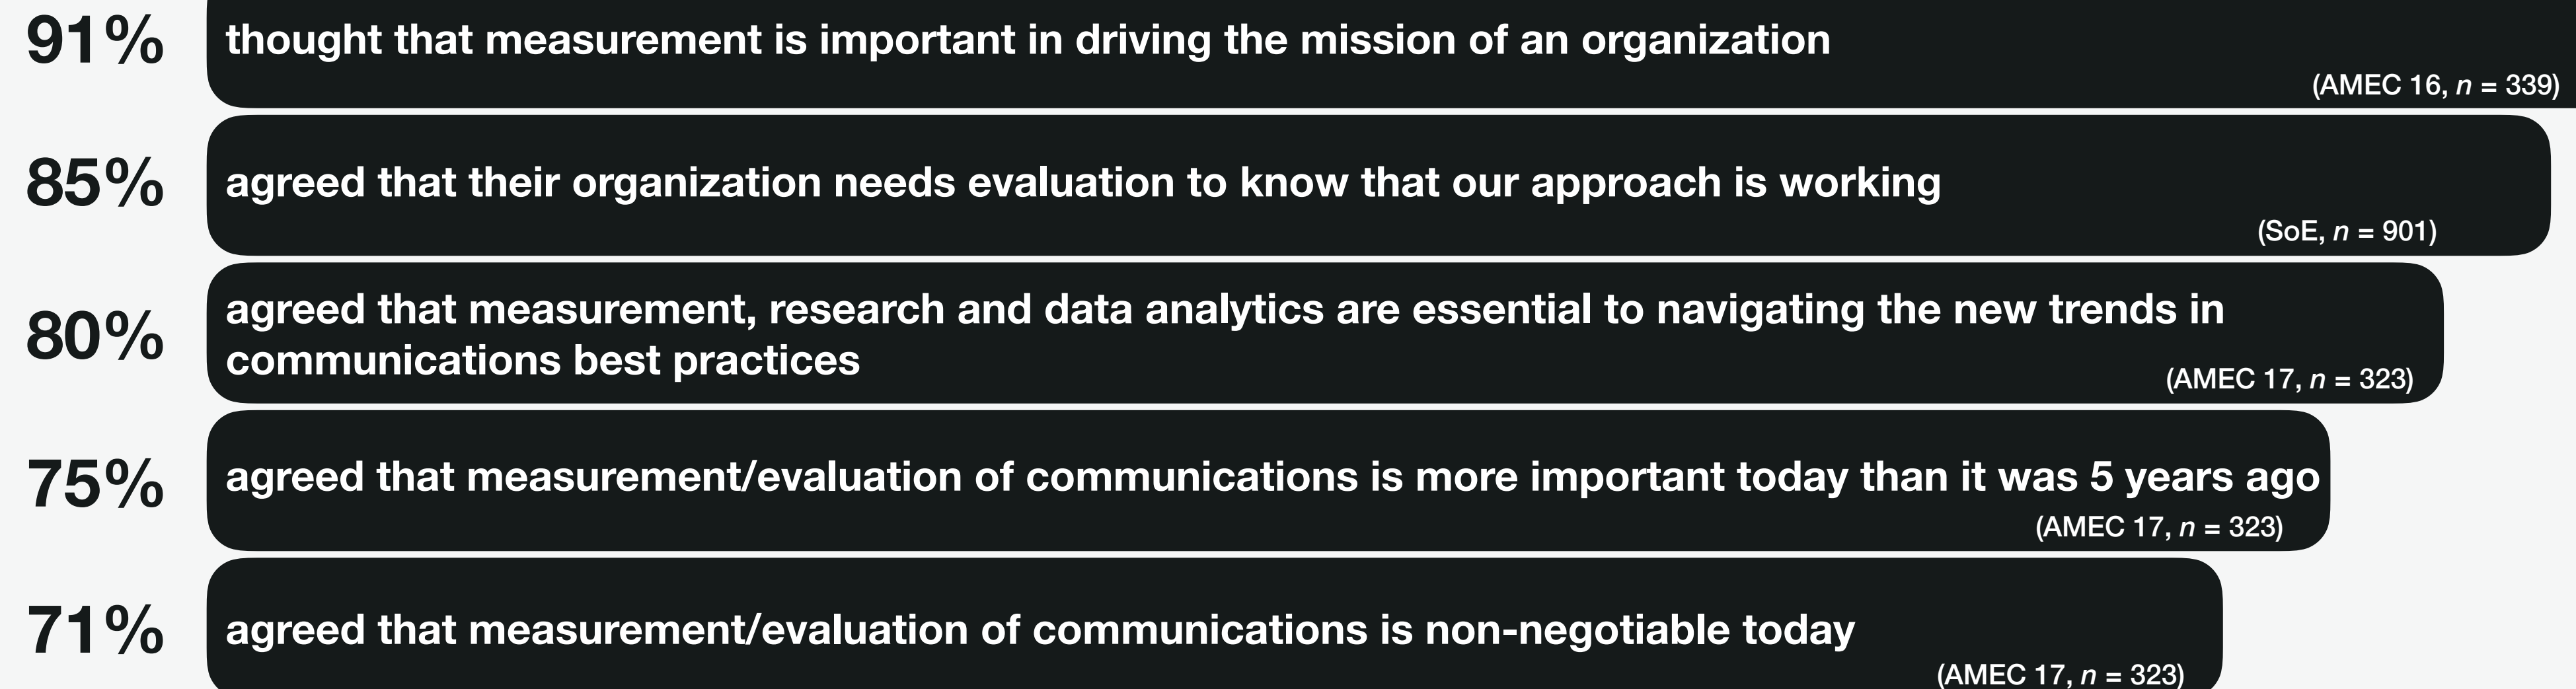 91%
thought that measurement is important in driving the mission of an organization
(AMEC 16, n = 339)
85%
agreed that their organization needs evaluation to know that our approach is working
(SoE, n = 901)
80%
agreed that measurement, research and data analytics are essential to navigating the new trends in
communications best practices
(AMEC 17, n = 323)
75%
agreed that measurement/evaluation of communications is more important today than it was 5 years ago
(AMEC 17, n = 323)
71%
agreed that measurement/evaluation of communications is non-negotiable today
(AMEC 17, n = 323)